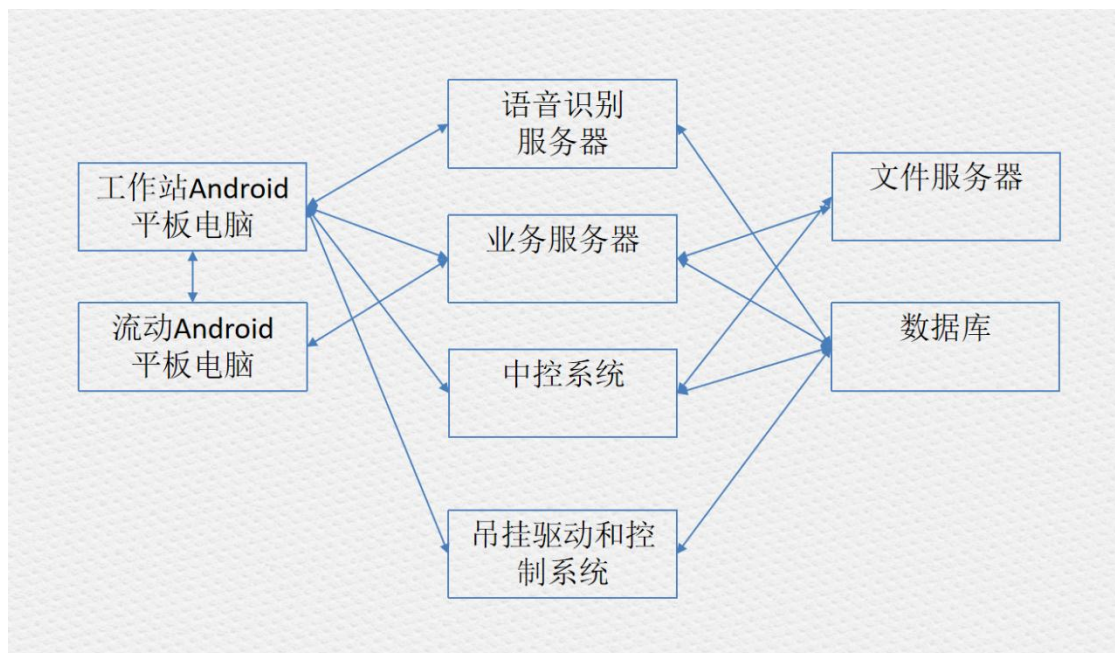 语音识别
服务器
工作站Android
平板电脑
文件服务器
业务服务器
流动Android
平板电脑
数据库
中控系统
吊挂驱动和控
制系统